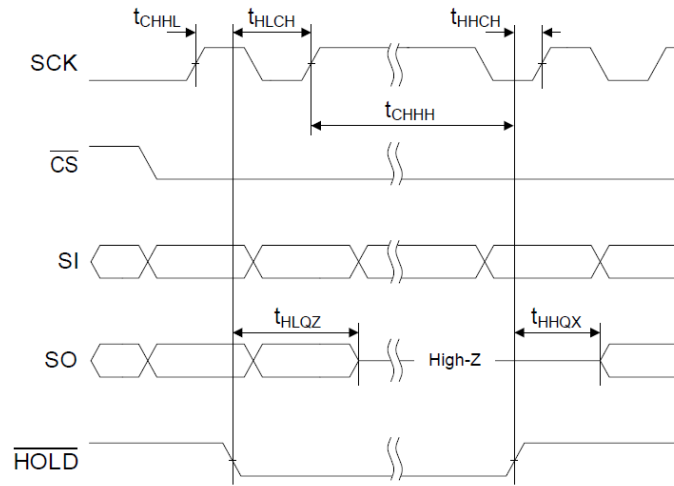 tCHHL tHLCH tHHCH
SCK
tCHHH
CS
SI
tHLQZ tHHQX
SO High-Z
HOLD